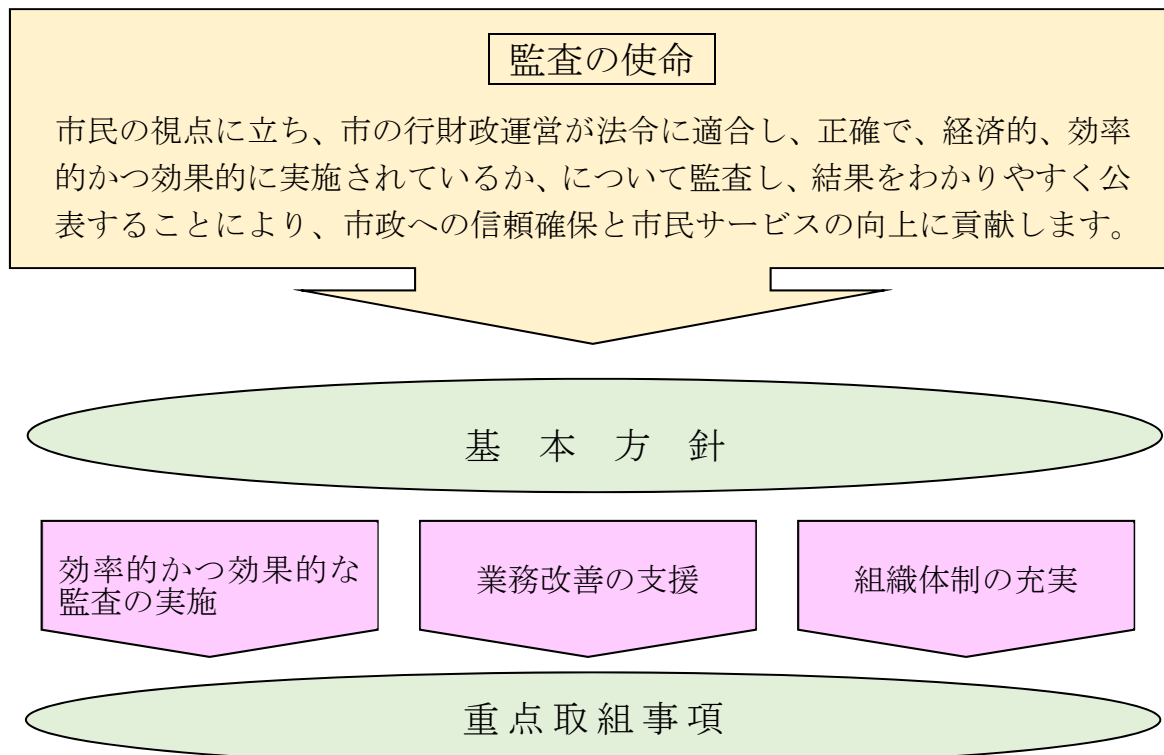 監査の使命
市民の視点に立ち、市の行財政運営が法令に適合し、正確で、経済的、効率
的かつ効果的に実施されているか、について監査し、結果をわかりやすく公
表することにより、市政への信頼確保と市民サービスの向上に貢献します。
基本方針
効率的かつ効果的な
監査の実施
業務改善の支援
組織体制の充実
重点取組事項